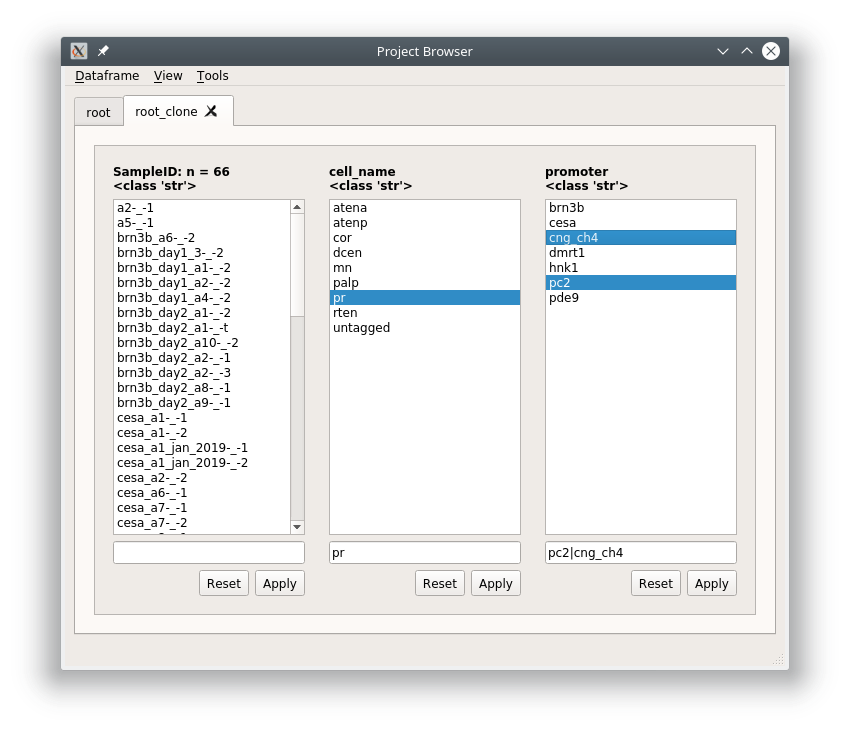 Project Browser
Dataframe View Tools
root root_clone
SampleID: n = 66
<class 'str'>
a2-_-1
a5-_-1
brn3b_a6-_-2
brn3b_day1_3-_-2
brn3b_day1_a1-_-2
brn3b_day1_a2-_-2
brn3b_day1_a4-_-2
brn3b_day2_a1-_-2
brn3b_day2_a1-_-t
brn3b_day2_a10-_-2
brn3b_day2_a2-_-1
brn3b_day2_a2-_-3
brn3b_day2_a8-_-1
brn3b_day2_a9-_-1
cesa_a1-_-1
cesa_a1-_-2
cesa_a1_jan_2019-_-1
cesa_a1_jan_2019-_-2
cesa_a2-_-2
cesa_a6-_-1
cesa_a7-_-1
cesa_a7-_-2
Reset Apply
cell_name
<class 'str'>
atena
atenp
cor
dcen
mn
palp
pr
rten
untagged
pr
Reset Apply
promoter
<class 'str'>
brn3b
cesa
cng_ch4
dmrt1
hnk1
pc2
pde9
pc2|cng_ch4
Reset Apply